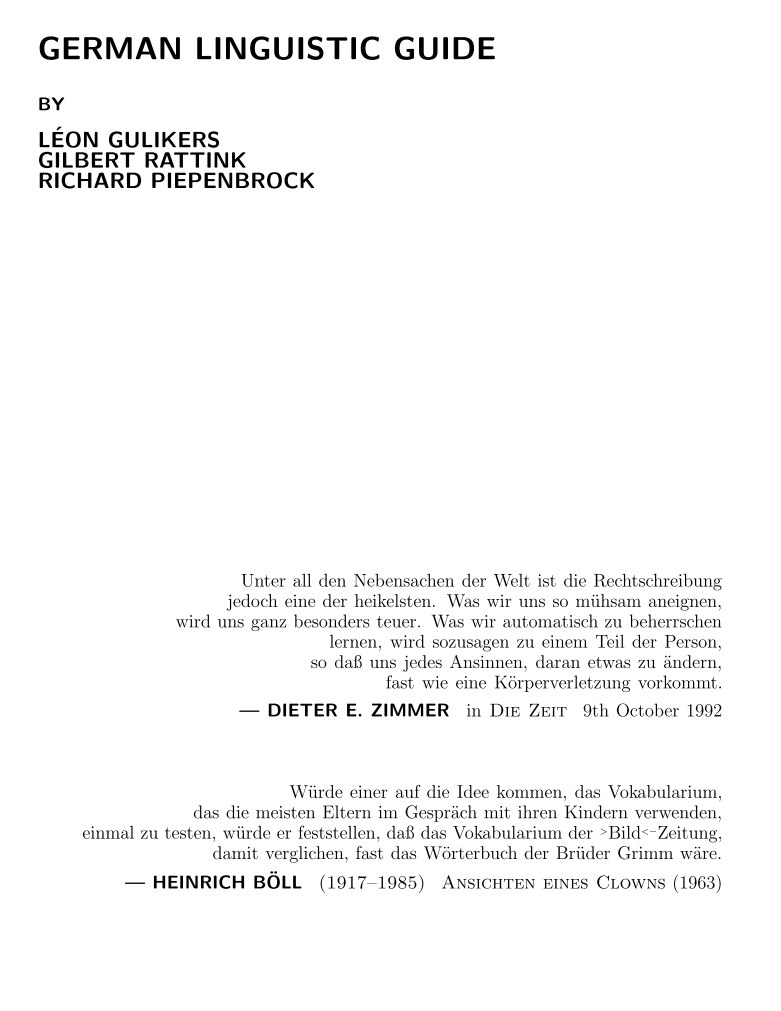 GERMAN LINGUISTIC GUIDE
BY
LÉON GULIKERS
GILBERT RATTINK
RICHARD PIEPENBROCK
Unter all den Nebensachen der Welt ist die Rechtschreibung
jedoch eine der heikelsten. Was wir uns so mühsam aneignen,
wird uns ganz besonders teuer. Was wir automatisch zu beherrschen
lernen, wird sozusagen zu einem Teil der Person,
so daß uns jedes Ansinnen, daran etwas zu ändern,
fast wie eine Körperverletzung vorkommt.
— DIETER E. ZIMMER in DIE ZEIT 9th October 1992
Würde einer auf die Idee kommen, das Vokabularium,
das die meisten Eltern im Gespräch mit ihren Kindern verwenden,
einmal zu testen, würde er feststellen, daß das Vokabularium der >Bild<-Zeitung,
damit verglichen, fast das Wörterbuch der Brüder Grimm wäre.
— HEINRICH BÖLL (1917–1985) ANSICHTEN EINES CLOWNS (1963)